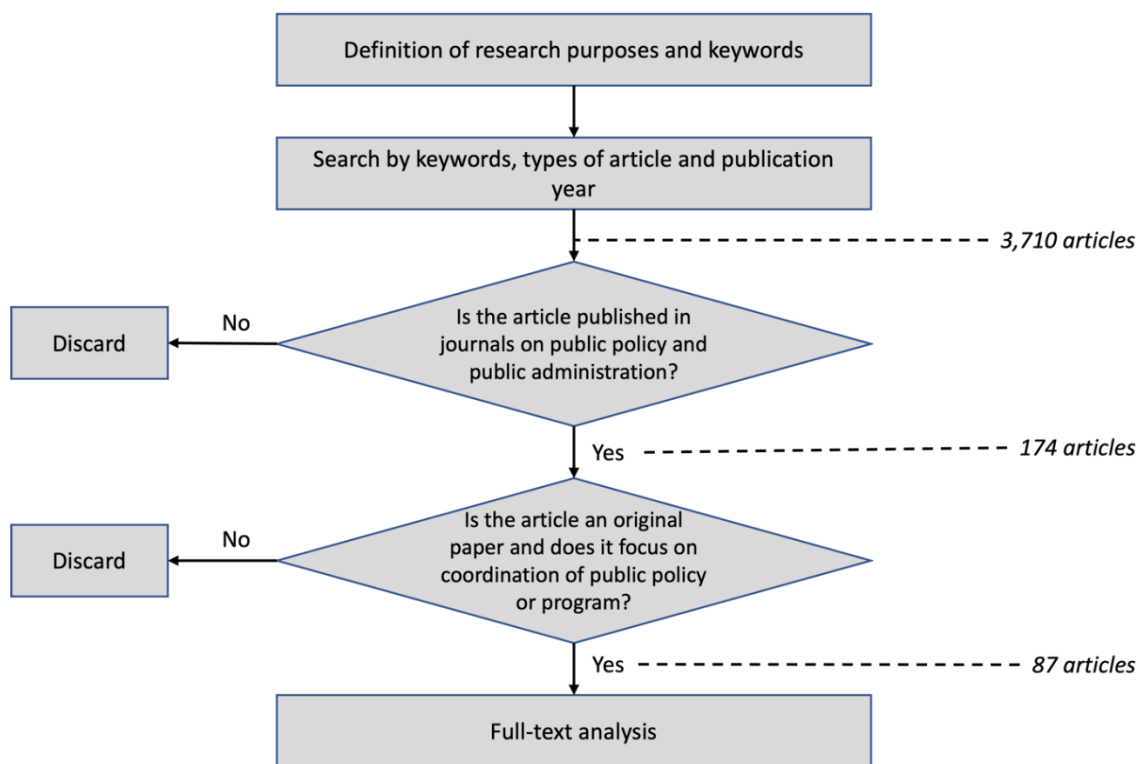 Definition of research purposes and keywords
Search by keywords, types of article and publication
year
3,710 articles
Is the article published in
journals on public policy and
public administration?
No
Discard
Yes
174 articles
Is the article an original
paper and does it focus on
coordination of public policy
or program?
No
Discard
Yes
87 articles
Full-text analysis